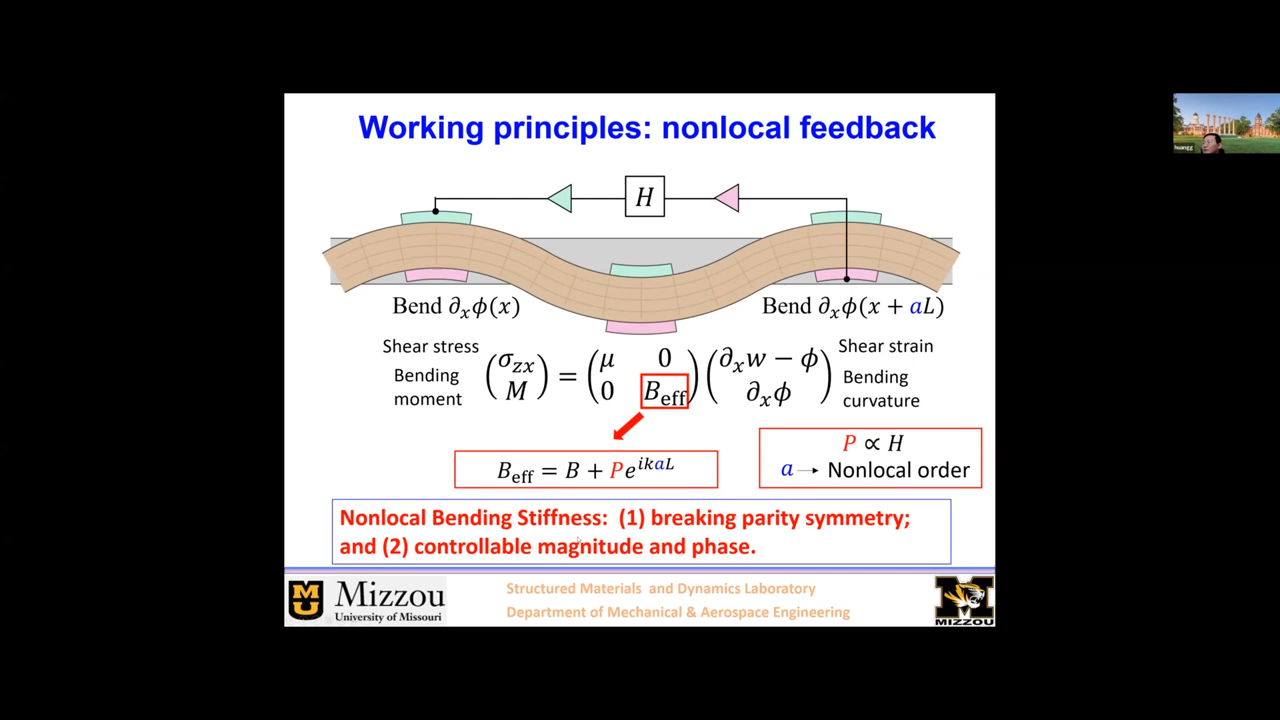 Working principles: nonlocal feedback
H
huangg
Bend ∂ₓϕ(x)
Bend ∂ₓϕ(x + aL)
Shear stress
Bending
moment
(σ_zx
M) = (μ 0
0 B_eff) (∂ₓw − ϕ
∂ₓϕ)
Shear strain
Bending
curvature
B_eff = B + Pe^{ikaL}
P ∝ H
a → Nonlocal order
Nonlocal Bending Stiffness: (1) breaking parity symmetry;
and (2) controllable magnitude and phase.
MU
Mizzou
University of Missouri
Structured Materials and Dynamics Laboratory
Department of Mechanical & Aerospace Engineering
M
MIZZOU